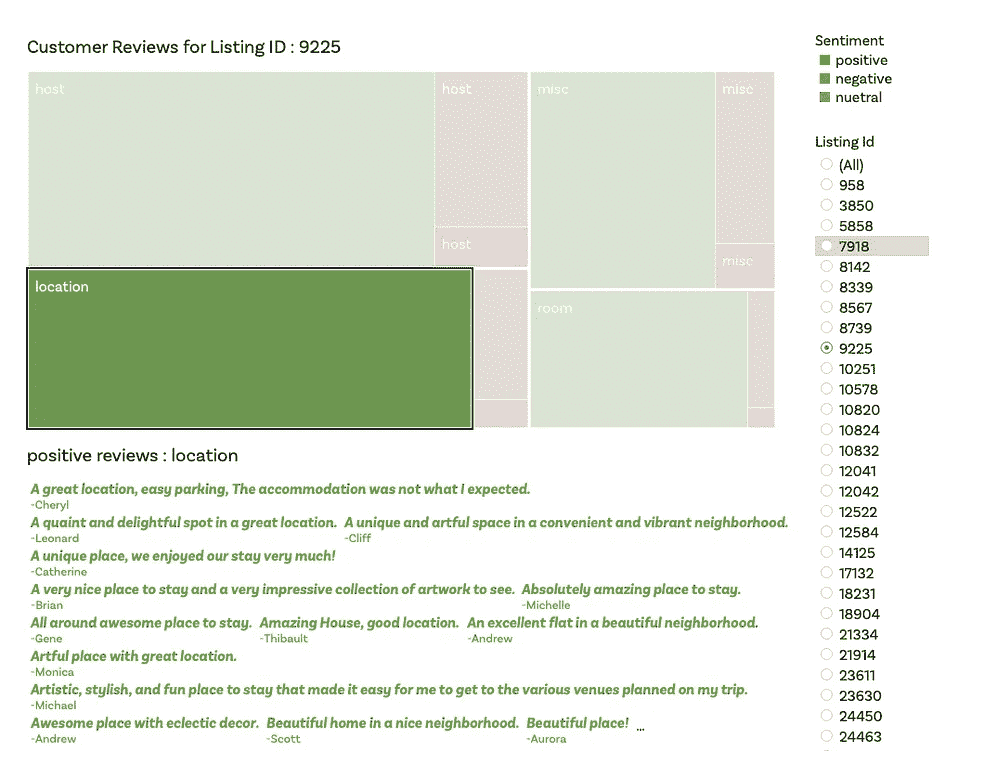 Customer Reviews for Listing ID : 9225
host
host
misc
misc
host
misc
location
room
positive reviews : location
A great location, easy parking, The accommodation was not what I expected.
-Cheryl
A quaint and delightful spot in a great location. A unique and artful space in a convenient and vibrant neighborhood.
-Leonard -Cliff
A unique place, we enjoyed our stay very much!
-Catherine
A very nice place to stay and a very impressive collection of artwork to see. Absolutely amazing place to stay.
-Brian -Michelle
All around awesome place to stay. Amazing House, good location. An excellent flat in a beautiful neighborhood.
-Gene -Thibault -Andrew
Artful place with great location.
-Monica
Artistic, stylish, and fun place to stay that made it easy for me to get to the various venues planned on my trip.
-Michael
Awesome place with eclectic decor. Beautiful home in a nice neighborhood. Beautiful place! ...
-Andrew -Scott -Aurora
Sentiment
positive
negative
nuetral
Listing Id
(All)
958
3850
5858
7918
8142
8339
8567
8739
9225
10251
10578
10820
10824
10832
12041
12042
12522
12584
14125
17132
18231
18904
21334
21914
23611
23630
24450
24463